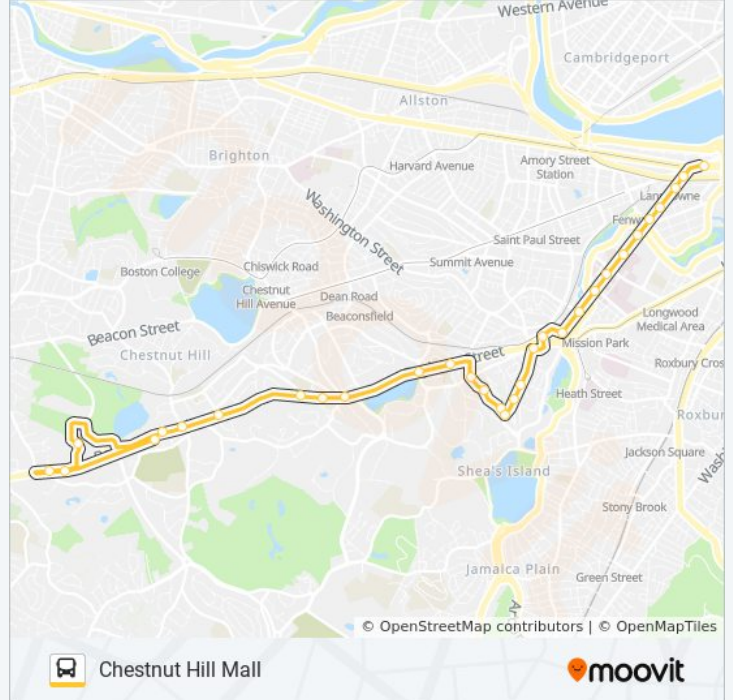 Western Avenue
Cambridgeport
Allston
Brighton
Harvard Avenue
Amory Street
Station
Washington Street
Saint Paul Street
Boston College
Chiswick Road
Summit Avenue
Chestnut
Hill Avenue
Dean Road
Beaconsfield
Longwood
Medical Area
Beacon Street
Chestnut Hill
Street
Mission Park
Roxbury Cros
Heath Street
Roxbur
Jackson Square
Wash
Shea's Island
Stony Brook
Jamaica Plain
Green Street
© OpenStreetMap contributors | © OpenMapTiles
Chestnut Hill Mall
moovit